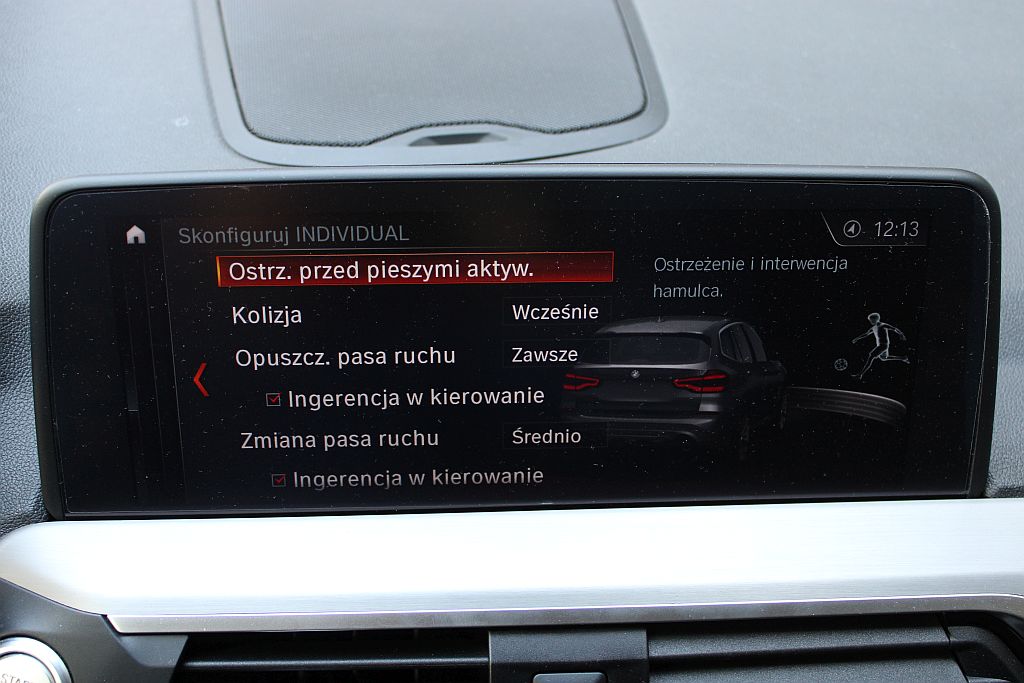 Skonfiguruj INDIVIDUAL
12:13
Ostrz. przed pieszymi aktyw.
Ostrzeżenie i interwencja
hamulca.
Kolizja Wcześnie
Opuszcz. pasa ruchu Zawsze
Ingerencja w kierowanie
Zmiana pasa ruchu Średnio
Ingerencja w kierowanie